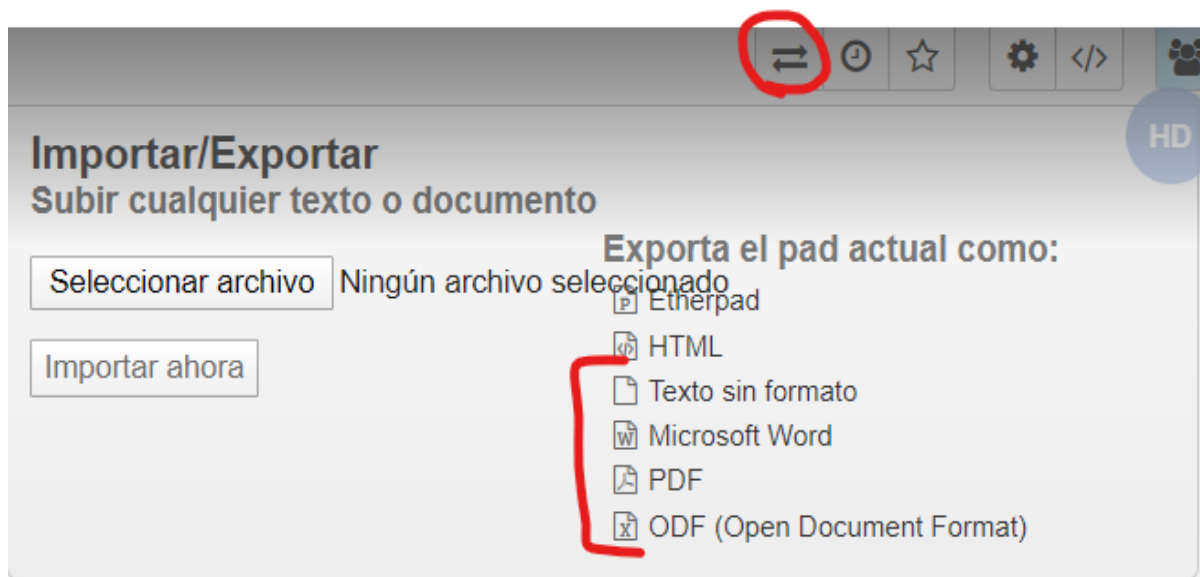 </>
HD
Importar/Exportar
Subir cualquier texto o documento
Seleccionar archivo Ningún archivo seleccionado
Importar ahora
Exporta el pad actual como:
Etherpad
HTML
Texto sin formato
Microsoft Word
PDF
ODF (Open Document Format)